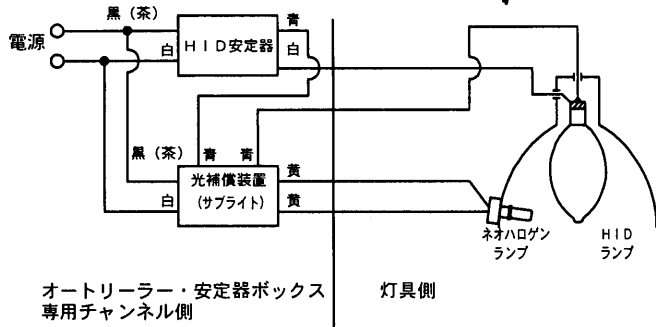 黒（茶）
青
電源
白
HID安定器
白
黒（茶）
青
青
光補償装置
（サブライト）
黄
白
黄
ネオハロゲン
ランプ
HID
ランプ
オートリーラー・安定器ボックス
専用チャンネル側
灯具側